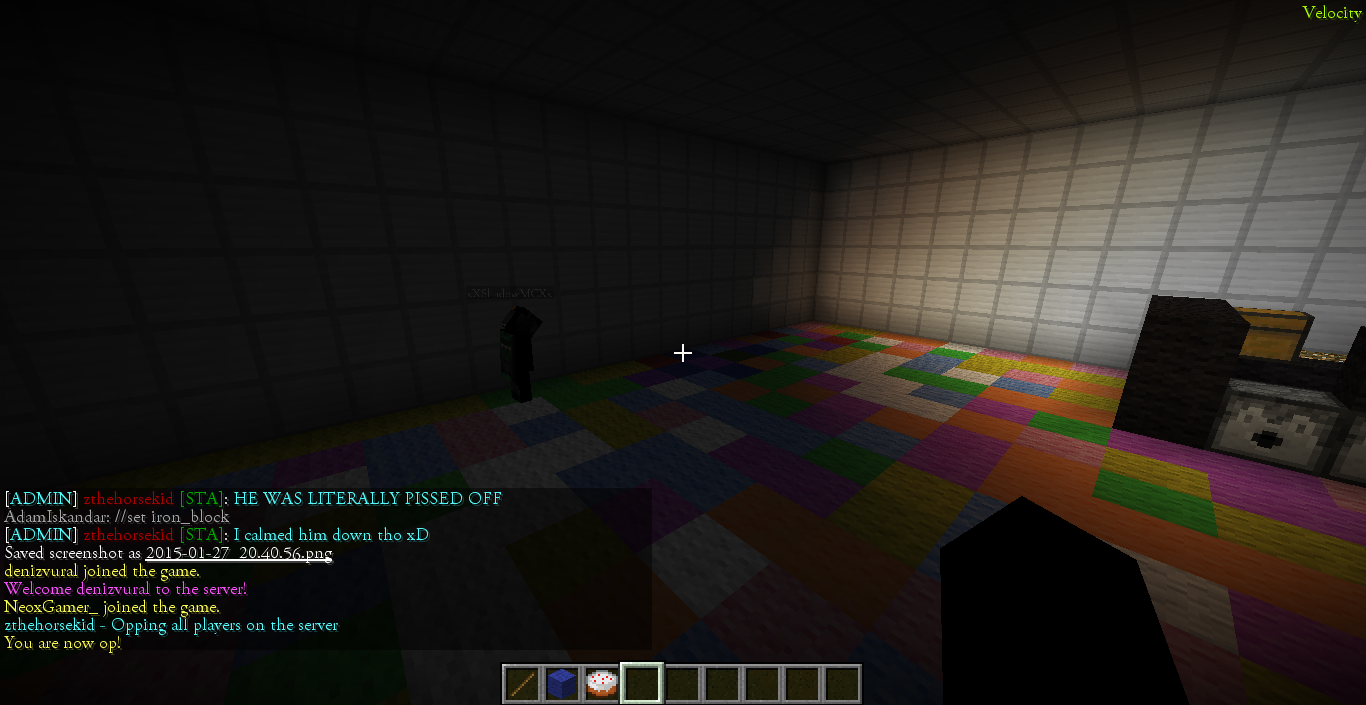 Velocity
[ADMIN] zthehorsekid [STA]: HE WAS LITERALLY PISSED OFF
AdamIskandar: //set iron_block
[ADMIN] zthehorsekid [STA]: I calmed him down tho xD
Saved screenshot as 2015-01-27_20.40.56.png
denizvural joined the game.
Welcome denizvural to the server!
NeoxGamer_ joined the game.
zthehorsekid - Opping all players on the server
You are now op!